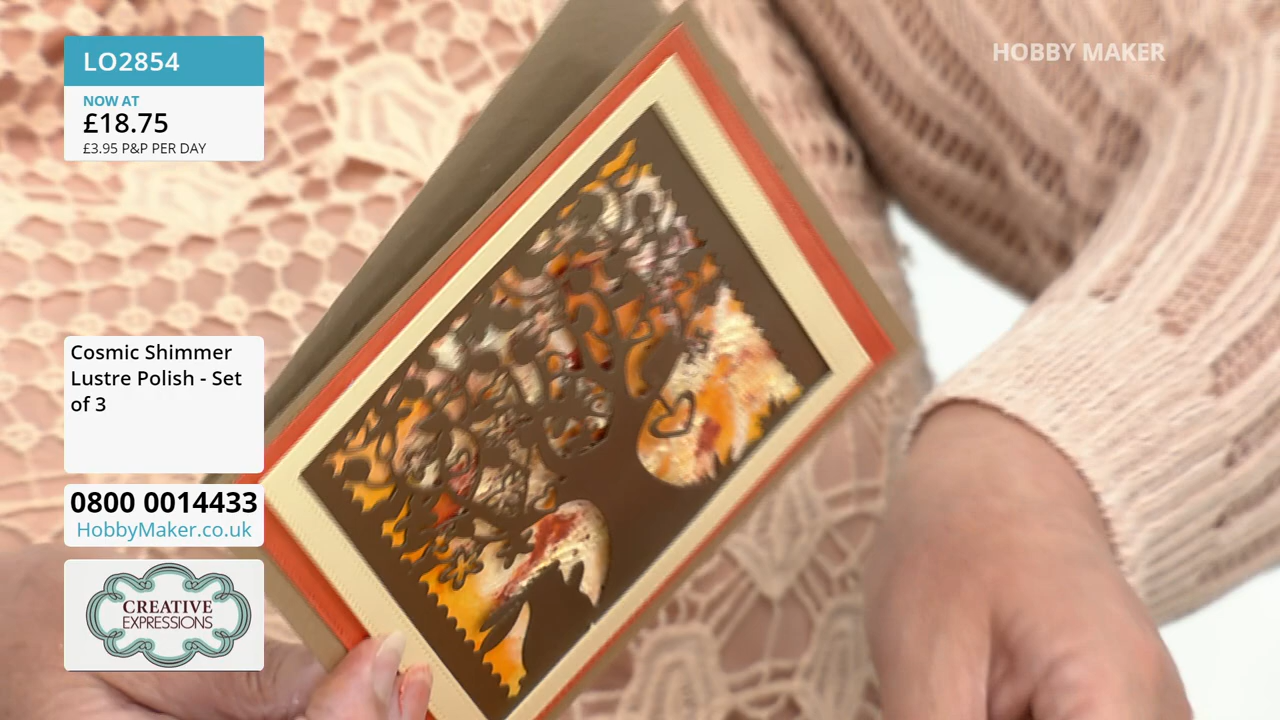 LO2854
NOW AT
£18.75
£3.95 P&P PER DAY
HOBBY MAKER
Cosmic Shimmer
Lustre Polish - Set
of 3
0800 0014433
HobbyMaker.co.uk
CREATIVE
EXPRESSIONS